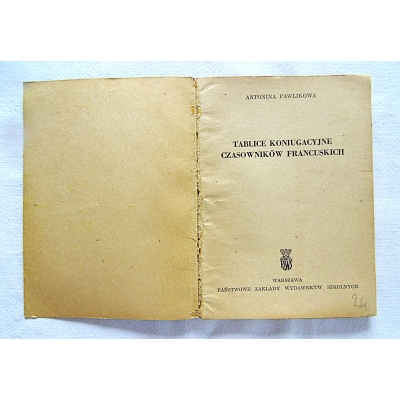 ANTONINA PAWLIKOWA
TABLICE KONIUGACYJNE
CZASOWNIKÓW FRANCUSKICH
WARSZAWA
PAŃSTWOWE ZAKŁADY WYDAWNICTW SZKOLNYCH